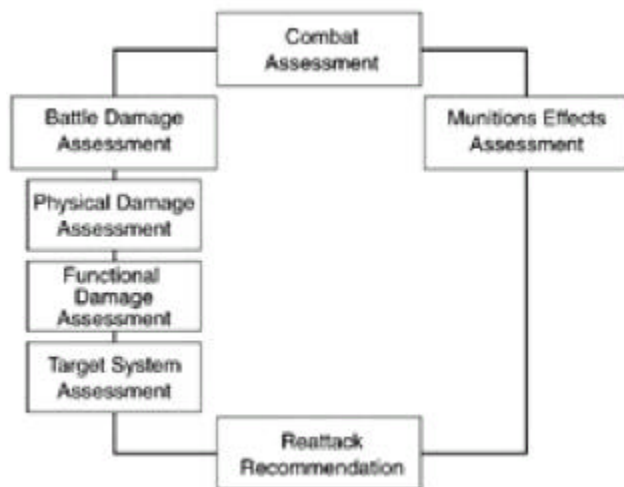 Combat
Assessment
Battle Damage
Assessment
Munitions Effects
Assessment
Physical Damage
Assessment
Functional
Damage
Assessment
Target System
Assessment
Reattack
Recommendation